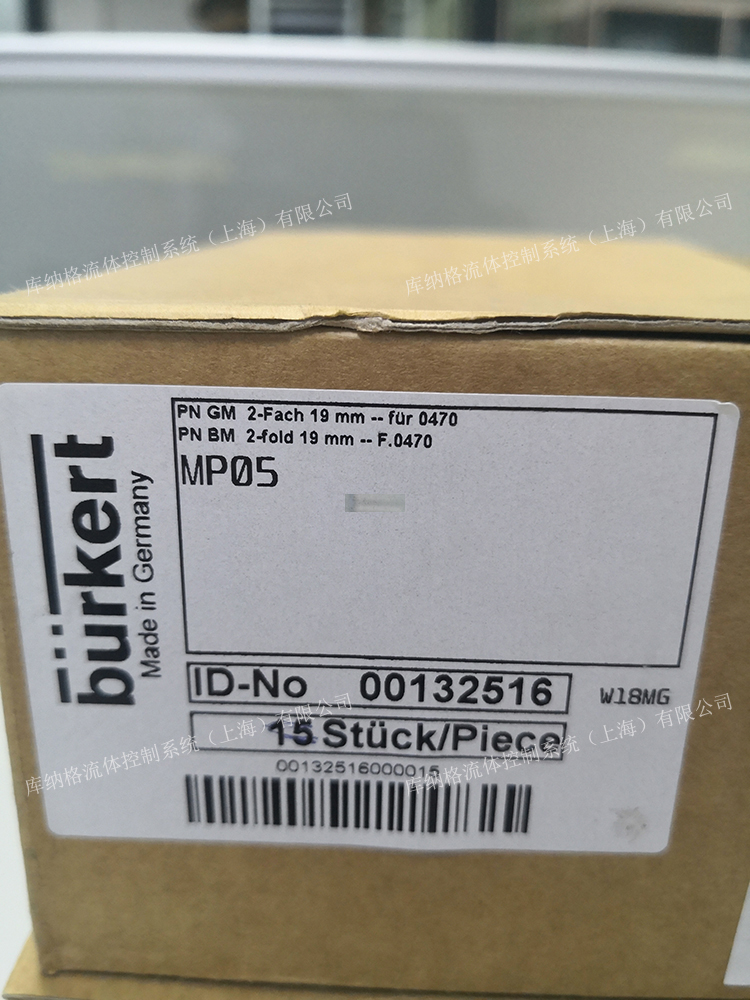 库纳格流体控制系统（上海）有限公司
库纳格流体控制系统（上海）有限公司
PN GM 2-Fach 19 mm -- für 0470
PN BM 2-fold 19 mm -- F.0470
MP05
bürkert
Made in Germany
ID-No 00132516
W18MG
15 Stück/Piece
00132516000015
库纳格流体控制系统（上海）有限公司
库纳格流体控制系统（上海）有限公司